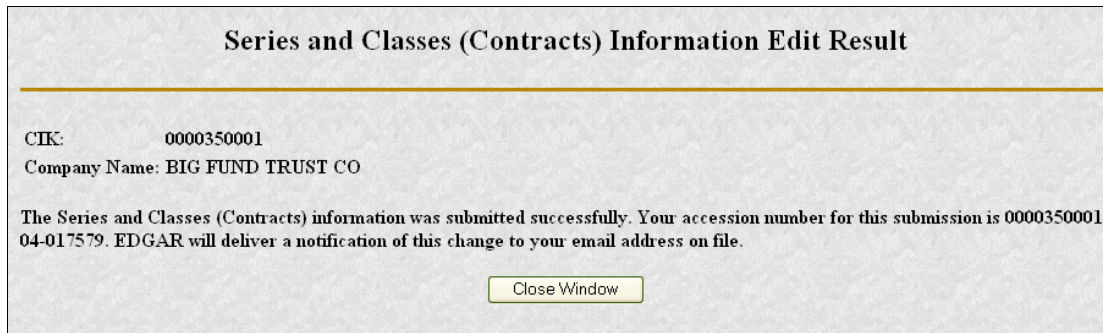 Series and Classes (Contracts) Information Edit Result
CIK: 0000350001
Company Name: BIG FUND TRUST CO
The Series and Classes (Contracts) information was submitted successfully. Your accession number for this submission is 0000350001
04-017579. EDGAR will deliver a notification of this change to your email address on file.
Close Window